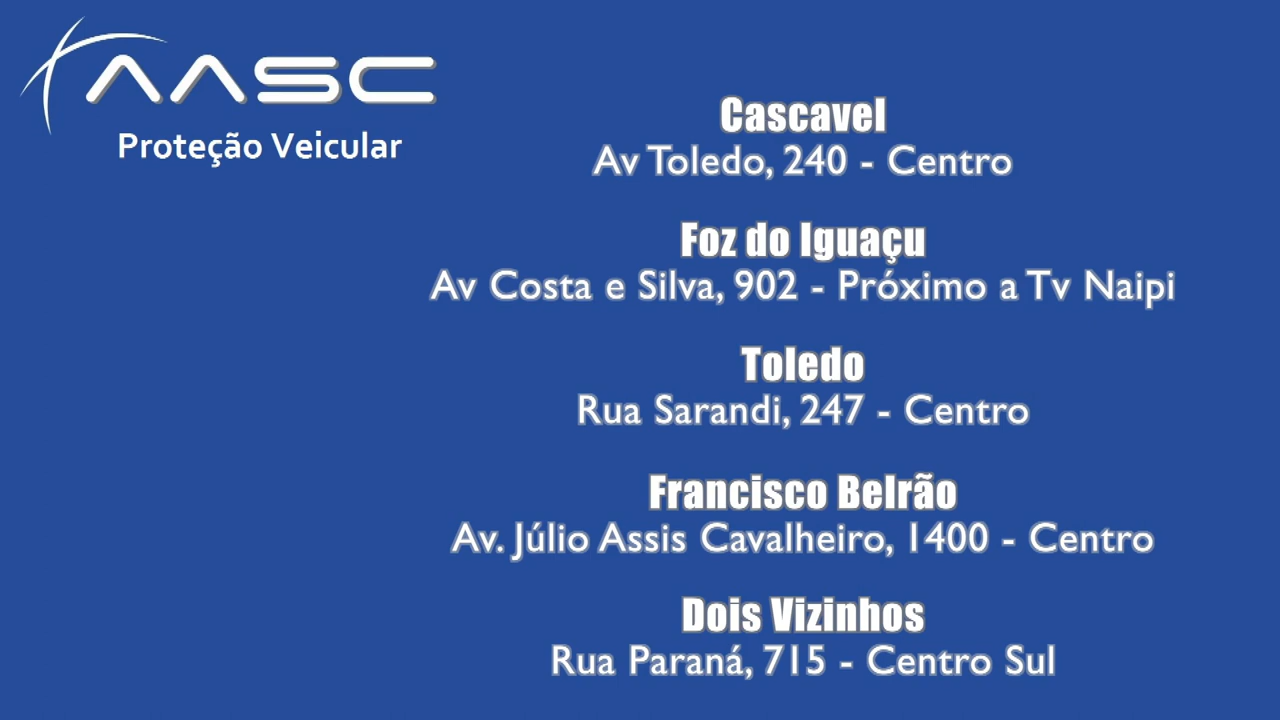 AASC
Proteção Veicular
Cascavel
Av Toledo, 240 - Centro
Foz do Iguaçu
Av Costa e Silva, 902 - Próximo a Tv Naipi
Toledo
Rua Sarandi, 247 - Centro
Francisco Belrão
Av. Júlio Assis Cavalheiro, 1400 - Centro
Dois Vizinhos
Rua Paraná, 715 - Centro Sul